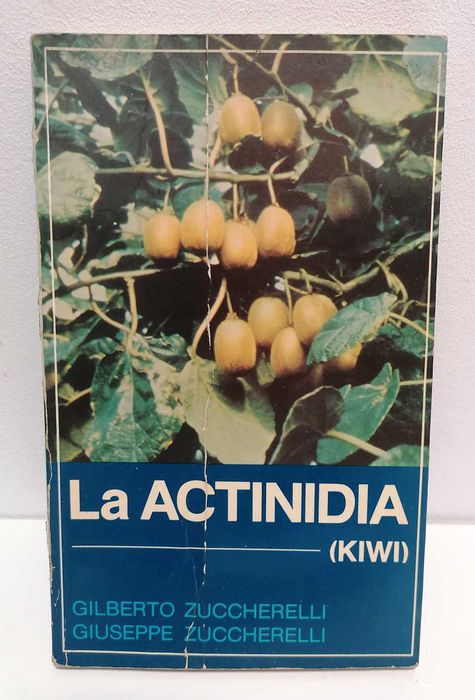 La ACTINIDIA
(KIWI)
GILBERTO ZUCCHERELLI
GIUSEPPE ZUCCHERELLI